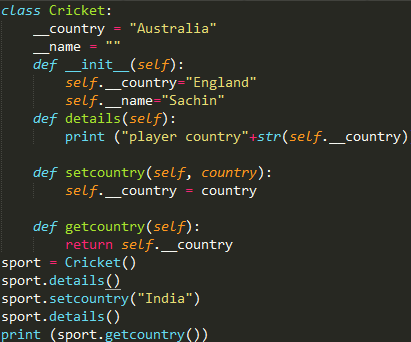 class Cricket:
    __country = "Australia"
    __name = ""
    def __init__(self):
        self.__country="England"
        self.__name="Sachin"
    def details(self):
        print ("player country"+str(self.__country)

    def setcountry(self, country):
        self.__country = country

    def getcountry(self):
        return self.__country
sport = Cricket()
sport.details()
sport.setcountry("India")
sport.details()
print (sport.getcountry())